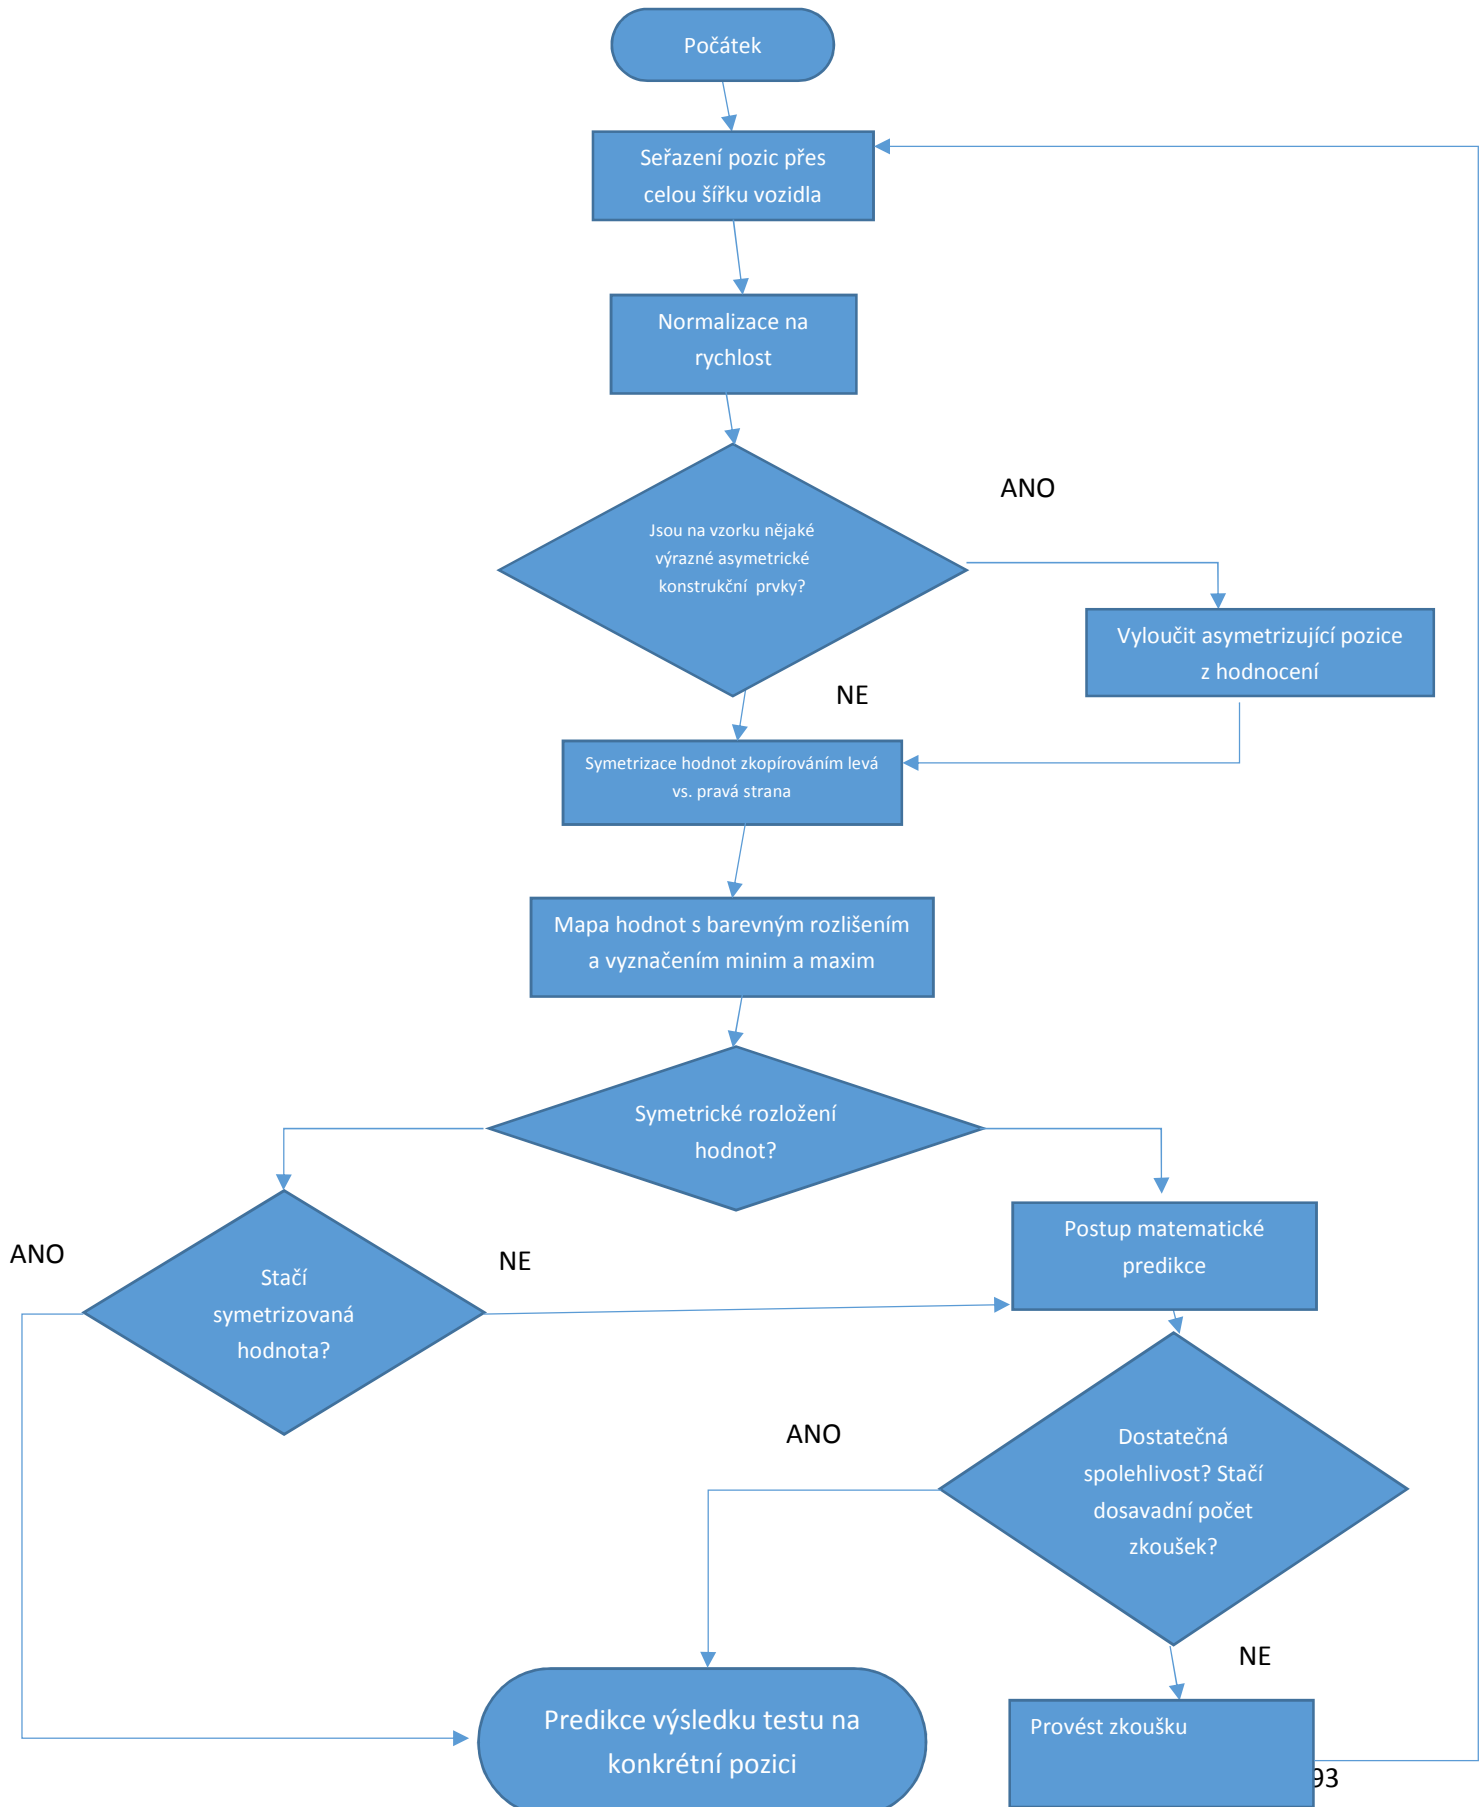 Počátek
Seřazení pozic přes
celou šířku vozidla
Normalizace na
rychlost
ANO
Jsou na vzorku nějaké
výrazné asymetrické
konstrukční prvky?
Vyloučit asymetrizující pozice
z hodnocení
NE
Symetrizace hodnot zkopírováním levá
vs. pravá strana
Mapa hodnot s barevným rozlišením
a vyznačením minim a maxim
Symetrické rozložení
hodnot?
Postup matematické
predikce
ANO
NE
Stačí
symetrizovaná
hodnota?
ANO
Dostatečná
spolehlivost? Stačí
dosavadní počet
zkoušek?
NE
Predikce výsledku testu na
konkrétní pozici
Provést zkoušku
93